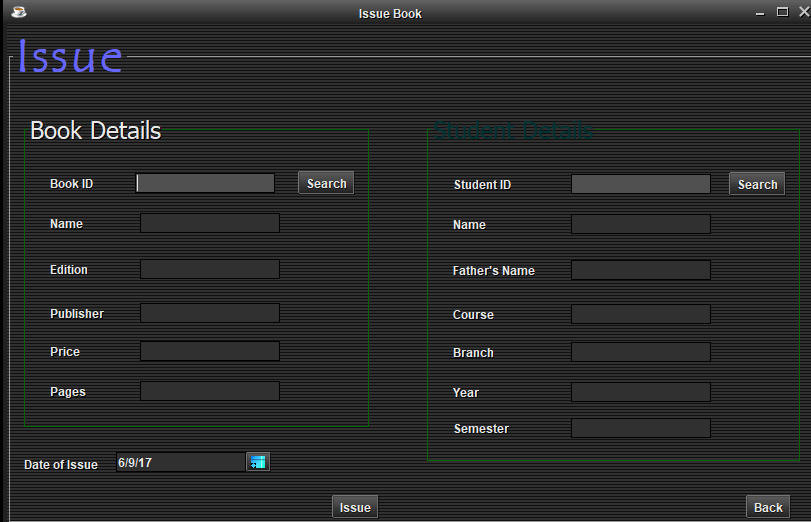 Issue Book
Issue
Book Details
Book ID
Search
Name
Edition
Publisher
Price
Pages
Student Details
Student ID
Search
Name
Father's Name
Course
Branch
Year
Semester
Date of Issue 6/9/17
Issue
Back